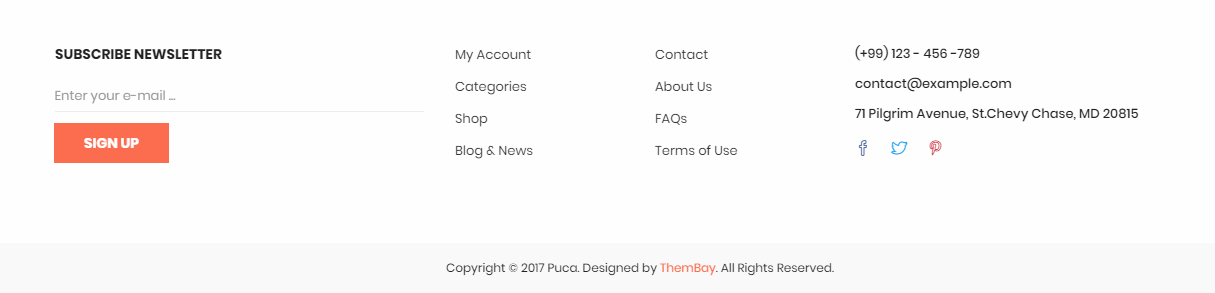 SUBSCRIBE NEWSLETTER
Enter your e-mail ...
SIGN UP
My Account
Categories
Shop
Blog & News
Contact
About Us
FAQs
Terms of Use
(+99) 123 - 456 -789
contact@example.com
71 Pilgrim Avenue, St.Chevy Chase, MD 20815
Copyright © 2017 Puca. Designed by ThemBay. All Rights Reserved.